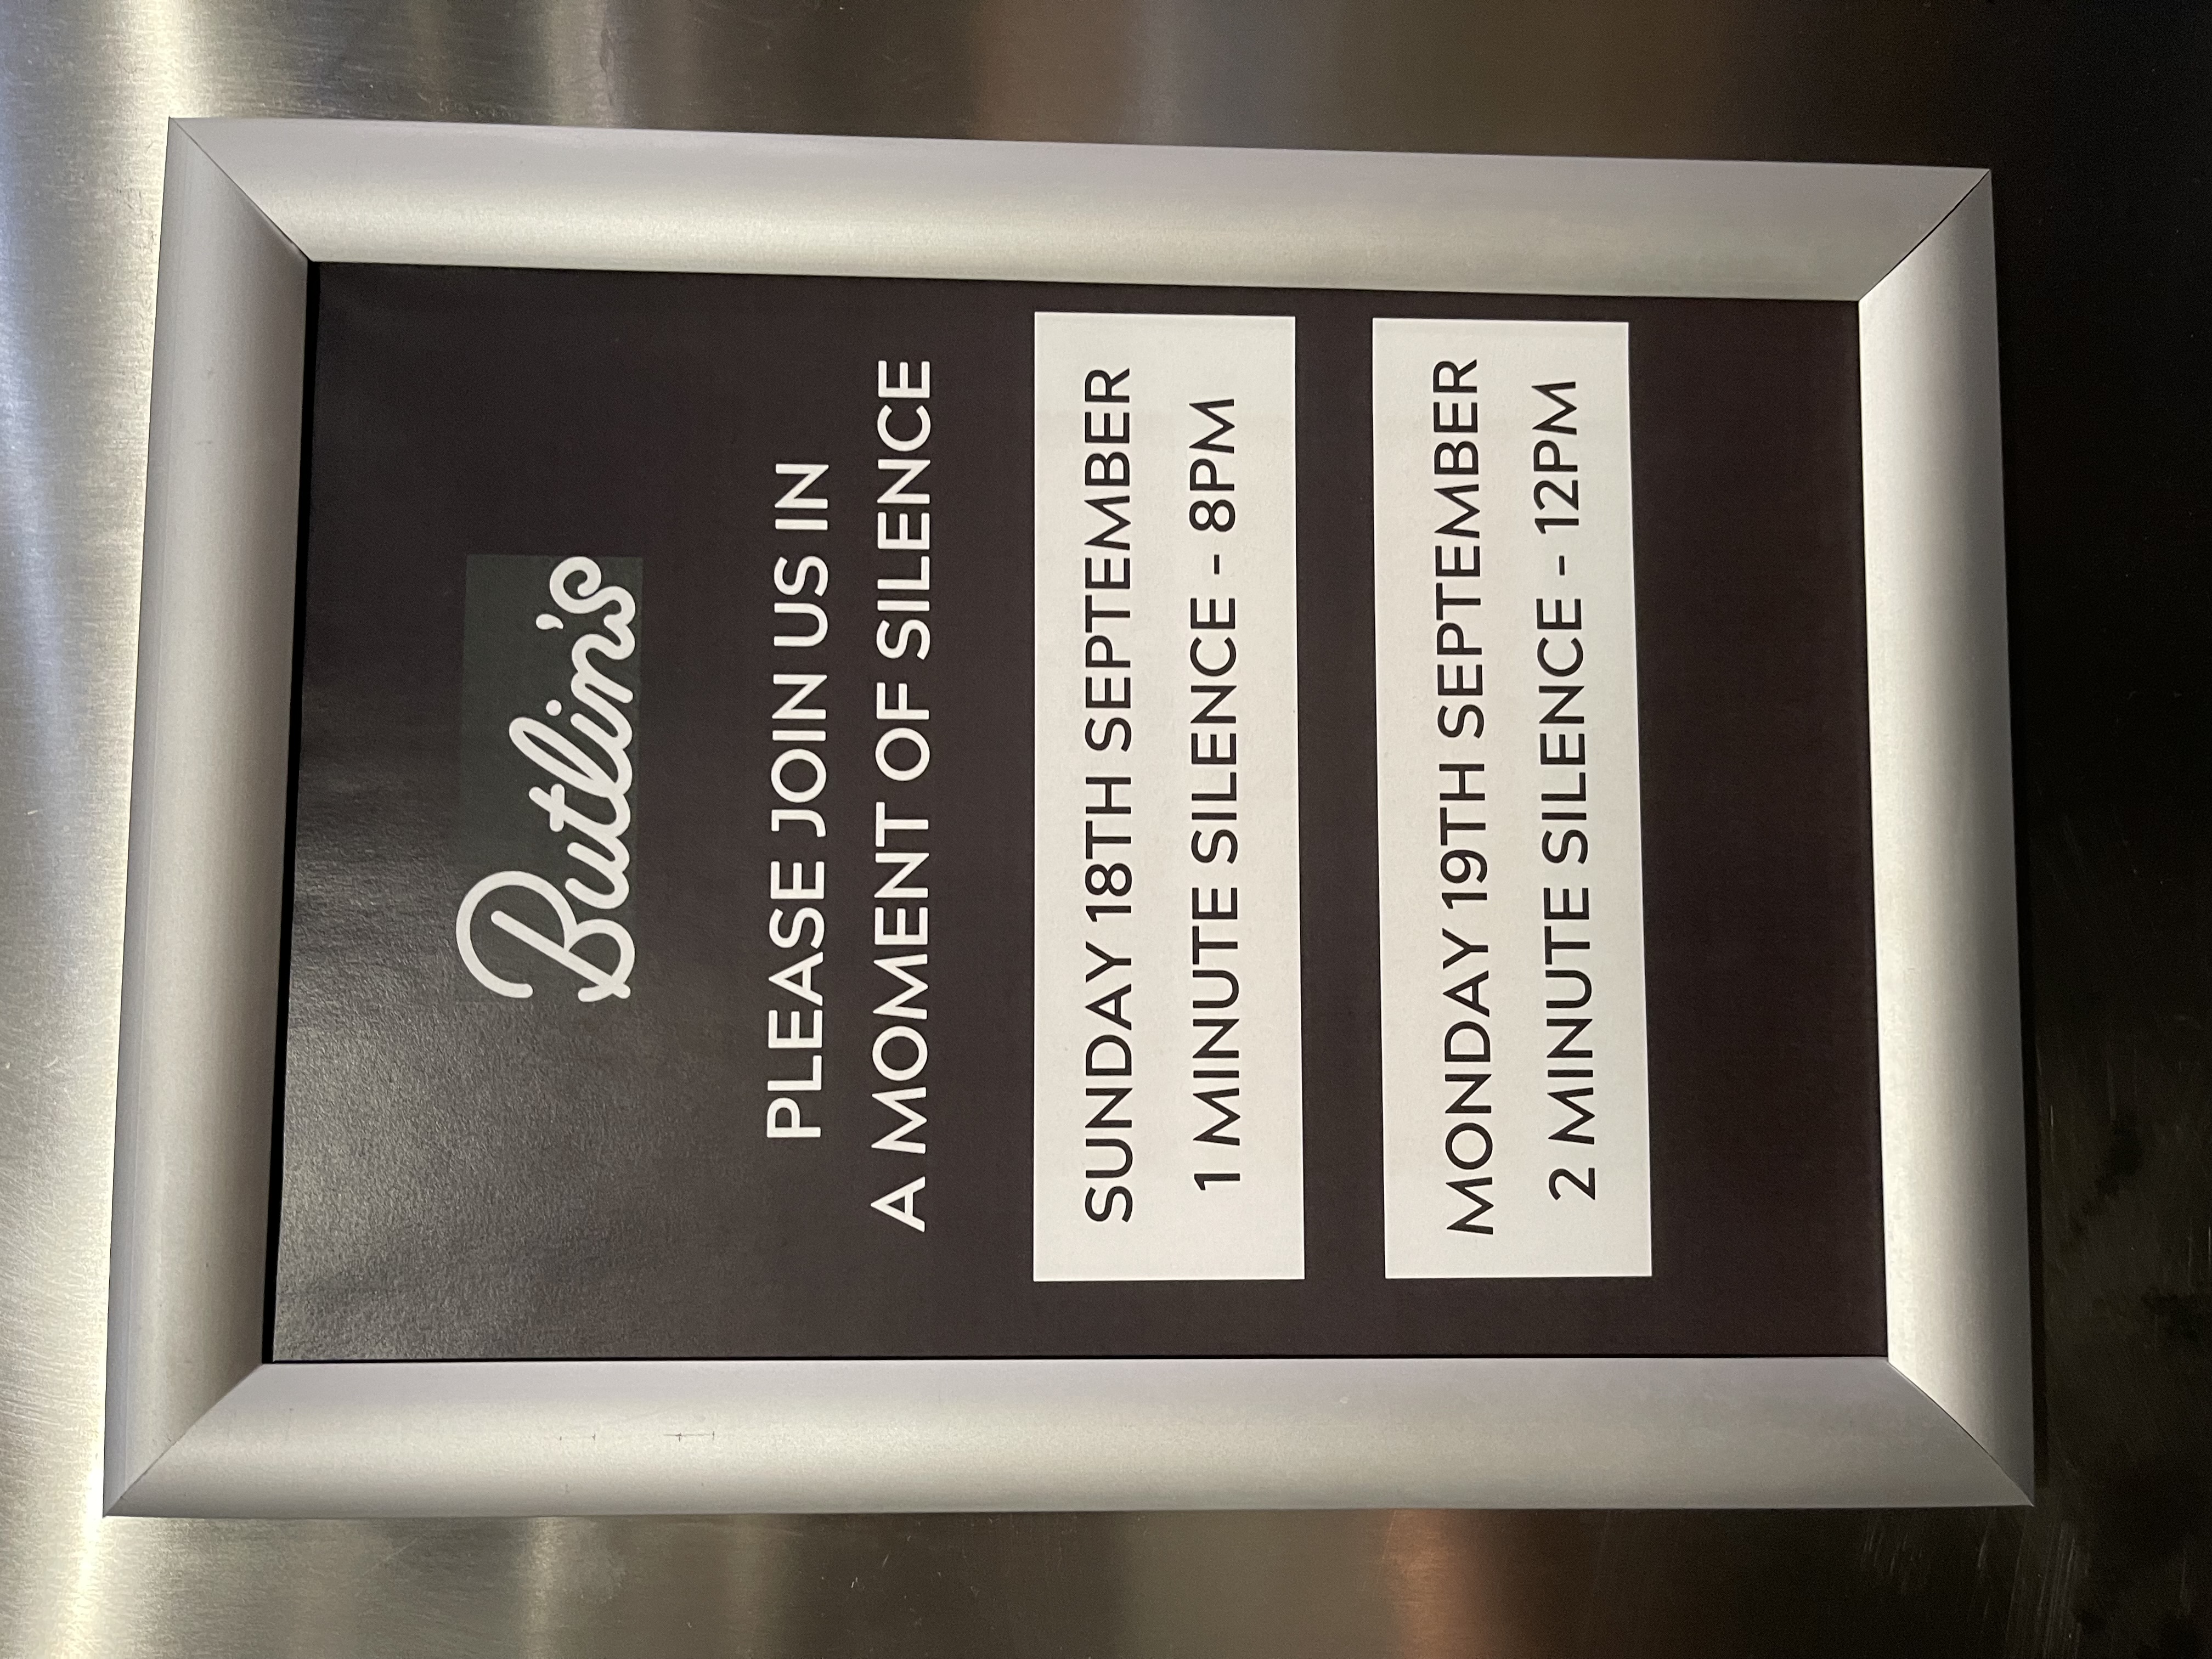 Butlin's
PLEASE JOIN US IN
A MOMENT OF SILENCE
SUNDAY 18TH SEPTEMBER
1 MINUTE SILENCE - 8PM
MONDAY 19TH SEPTEMBER
2 MINUTE SILENCE - 12PM